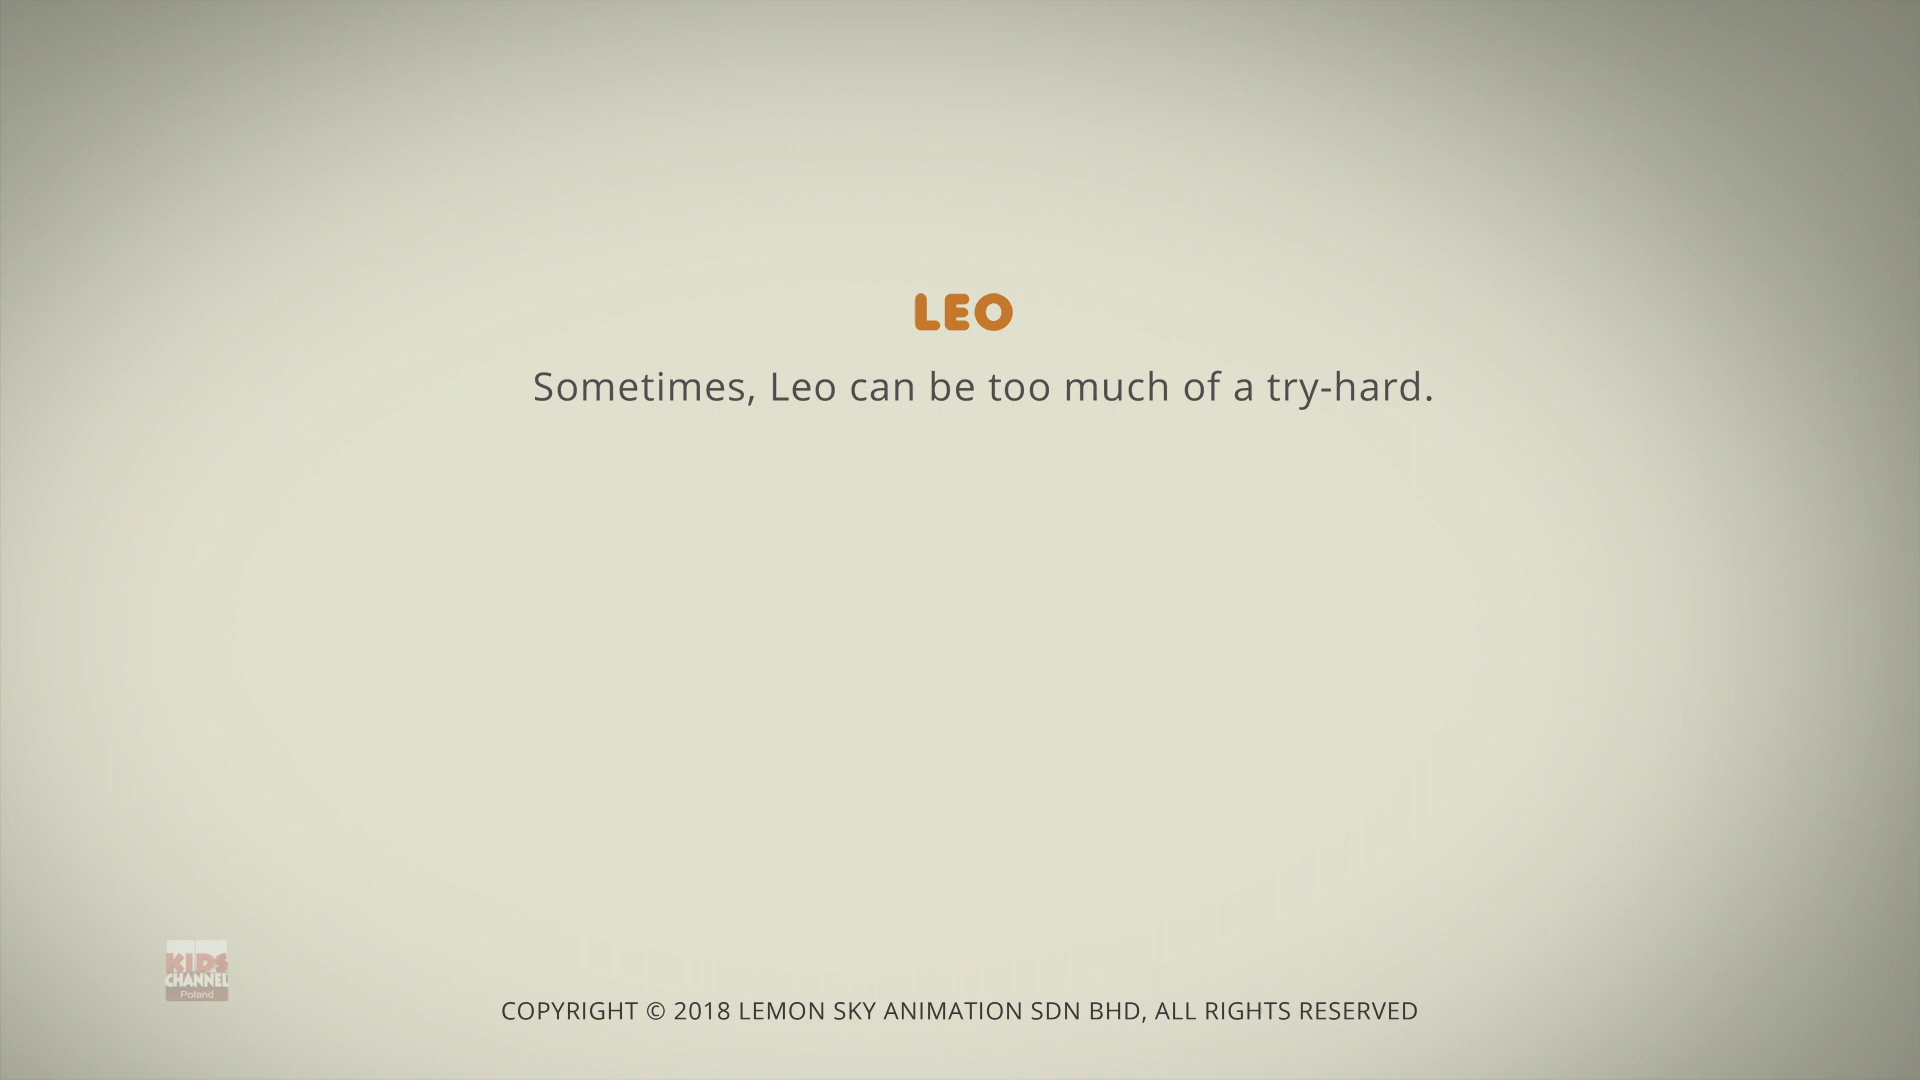 LEO
Sometimes, Leo can be too much of a try-hard.
KIDS
CHANNEL
Poland
COPYRIGHT © 2018 LEMON SKY ANIMATION SDN BHD, ALL RIGHTS RESERVED